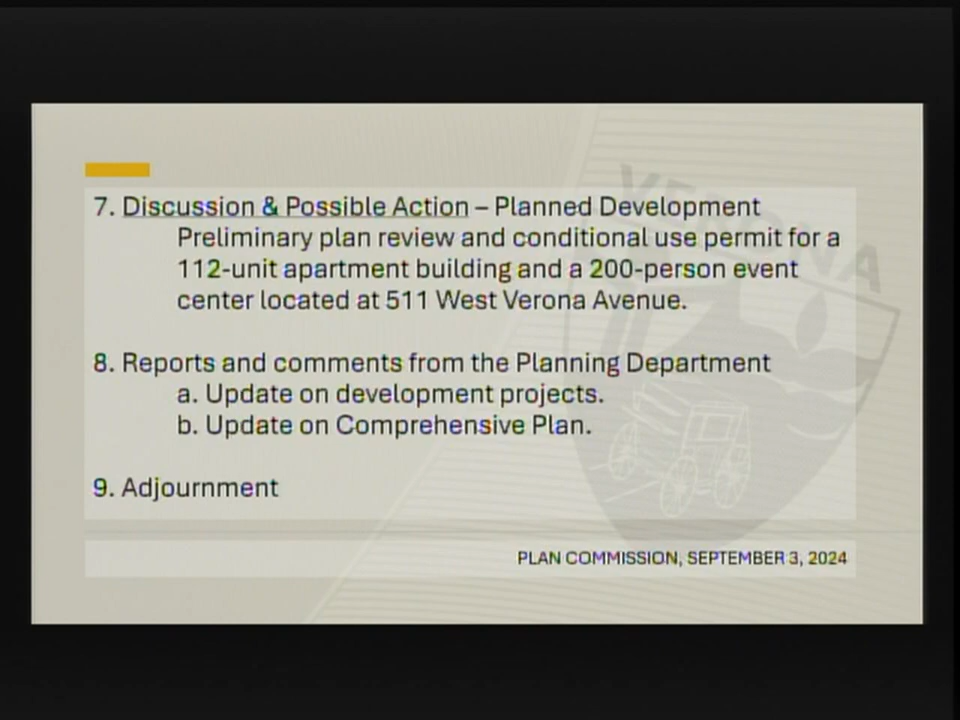 VERONA
7. Discussion & Possible Action – Planned Development
Preliminary plan review and conditional use permit for a
112-unit apartment building and a 200-person event
center located at 511 West Verona Avenue.
8. Reports and comments from the Planning Department
a. Update on development projects.
b. Update on Comprehensive Plan.
9. Adjournment
PLAN COMMISSION, SEPTEMBER 3, 2024